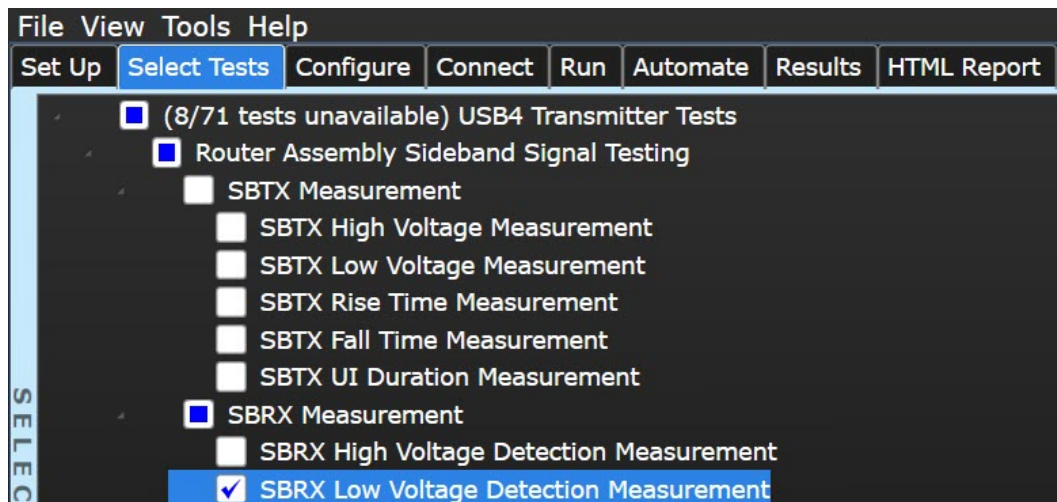 File View Tools Help
Set Up Select Tests Configure Connect Run Automate Results HTML Report
(8/71 tests unavailable) USB4 Transmitter Tests
Router Assembly Sideband Signal Testing
SBTX Measurement
SBTX High Voltage Measurement
SBTX Low Voltage Measurement
SBTX Rise Time Measurement
SBTX Fall Time Measurement
SBTX UI Duration Measurement
SBRX Measurement
SBRX High Voltage Detection Measurement
SBRX Low Voltage Detection Measurement
SELEC